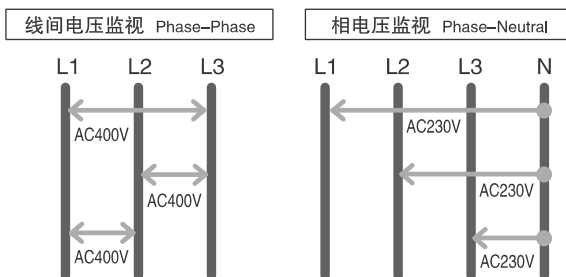 线间电压监视 Phase–Phase
L1 L2 L3
AC400V
AC400V
AC400V
相电压监视 Phase–Neutral
L1 L2 L3 N
AC230V
AC230V
AC230V